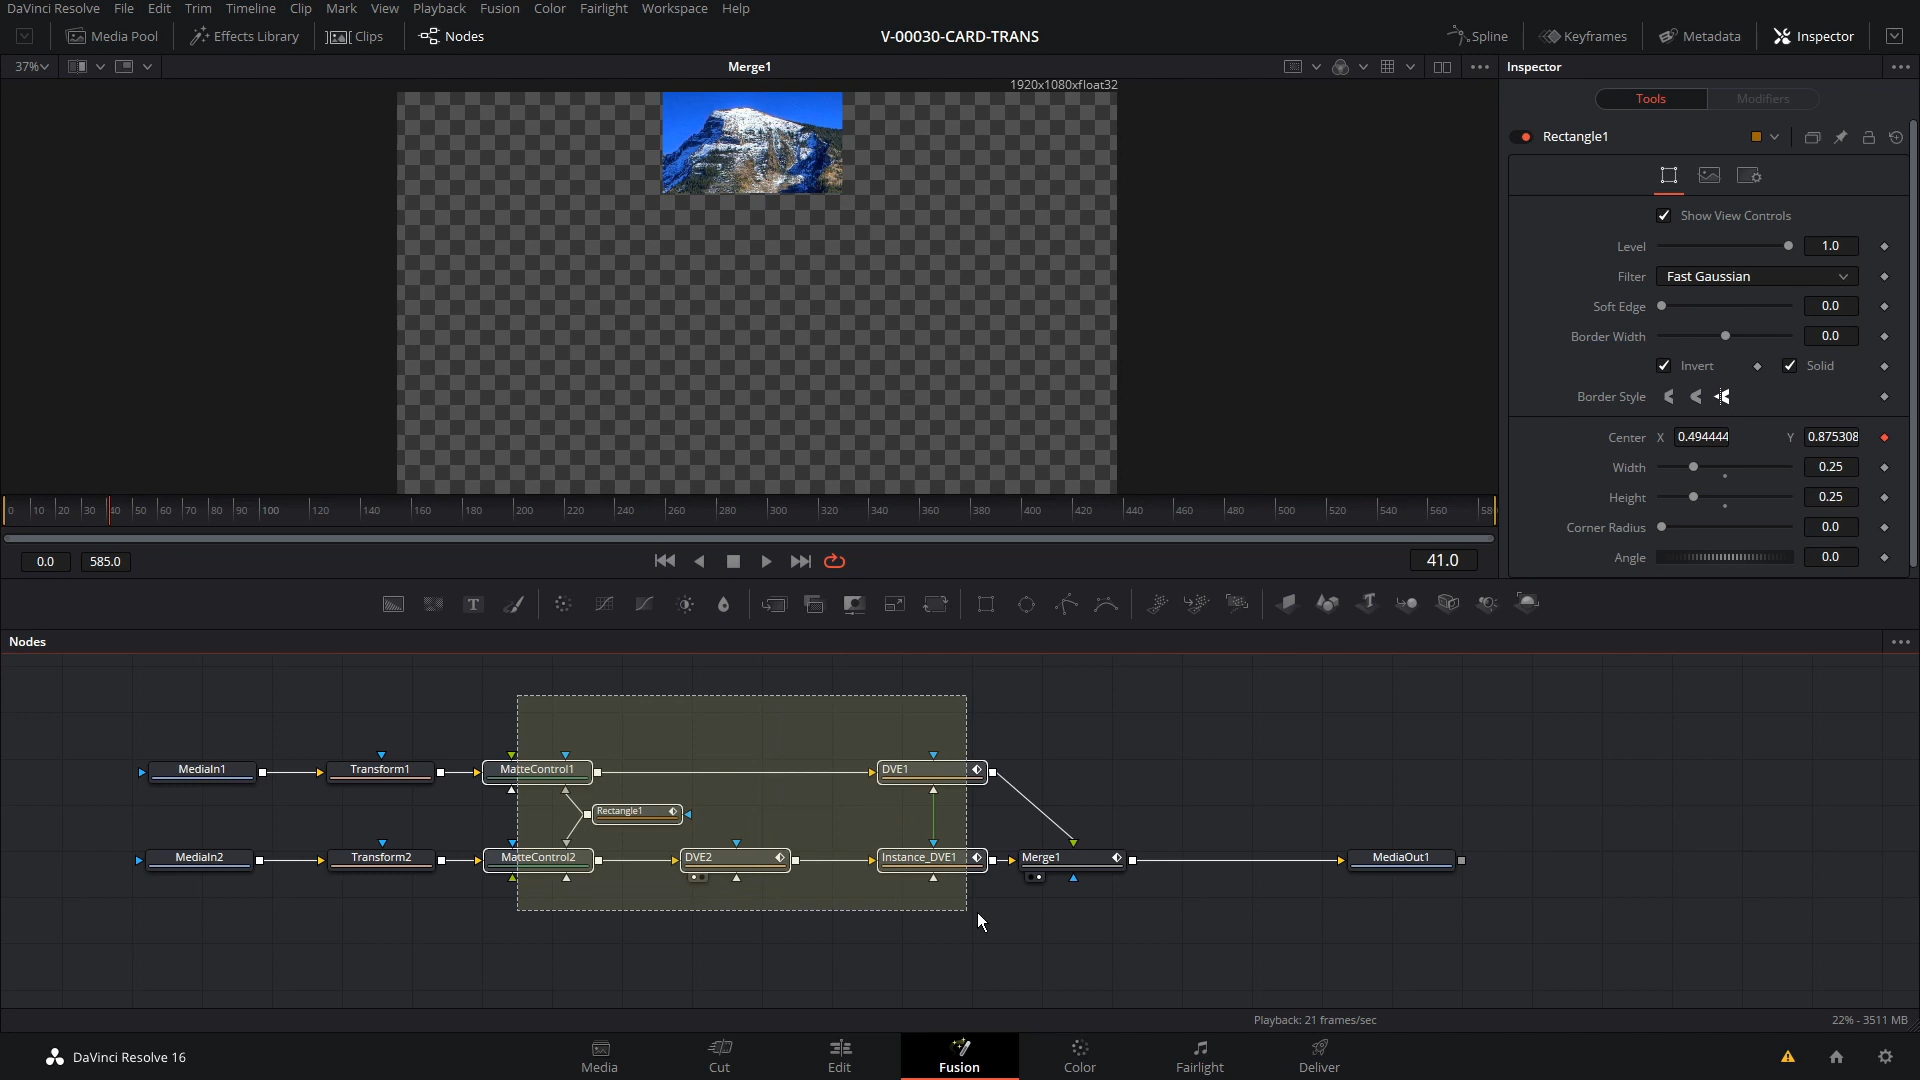 DaVinci Resolve File Edit Trim Timeline Clip Mark View Playback Fusion Color Fairlight Workspace Help
Media Pool Effects Library Clips Nodes V-00030-CARD-TRANS Spline Keyframes Metadata Inspector
37% Merge1 Inspector
1920x1080xfloat32
Tools Modifiers
Rectangle1
Show View Controls
Level 1.0
Filter Fast Gaussian
Soft Edge 0.0
Border Width 0.0
Invert Solid
Border Style
Center X 0.494444 Y 0.875308
Width 0.25
Height 0.25
Corner Radius 0.0
Angle 0.0
0 10 20 30 40 50 60 70 80 90 100 120 140 160 180 200 220 240 260 280 300 320 340 360 380 400 420 440 460 480 500 520 540 560 58
0.0 585.0 41.0
T T
Nodes
MediaIn1 Transform1 MatteControl1 DVE1
Rectangle1
MediaIn2 Transform2 MatteControl2 DVE2 Instance_DVE1 Merge1 MediaOut1
Playback: 21 frames/sec 22% - 3511 MB
DaVinci Resolve 16 Media Cut Edit Fusion Color Fairlight Deliver